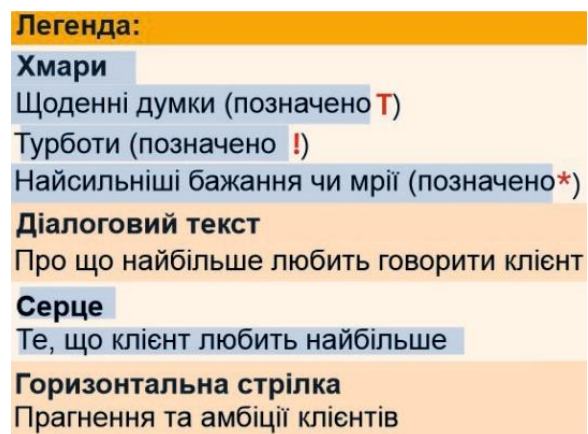 Легенда:
Хмари
Щоденні думки (позначено T)
Турботи (позначено !)
Найсильніші бажання чи мрії (позначено*)
Діалоговий текст
Про що найбільше любить говорити клієнт
Серце
Те, що клієнт любить найбільше
Горизонтальна стрілка
Прагнення та амбіції клієнтів